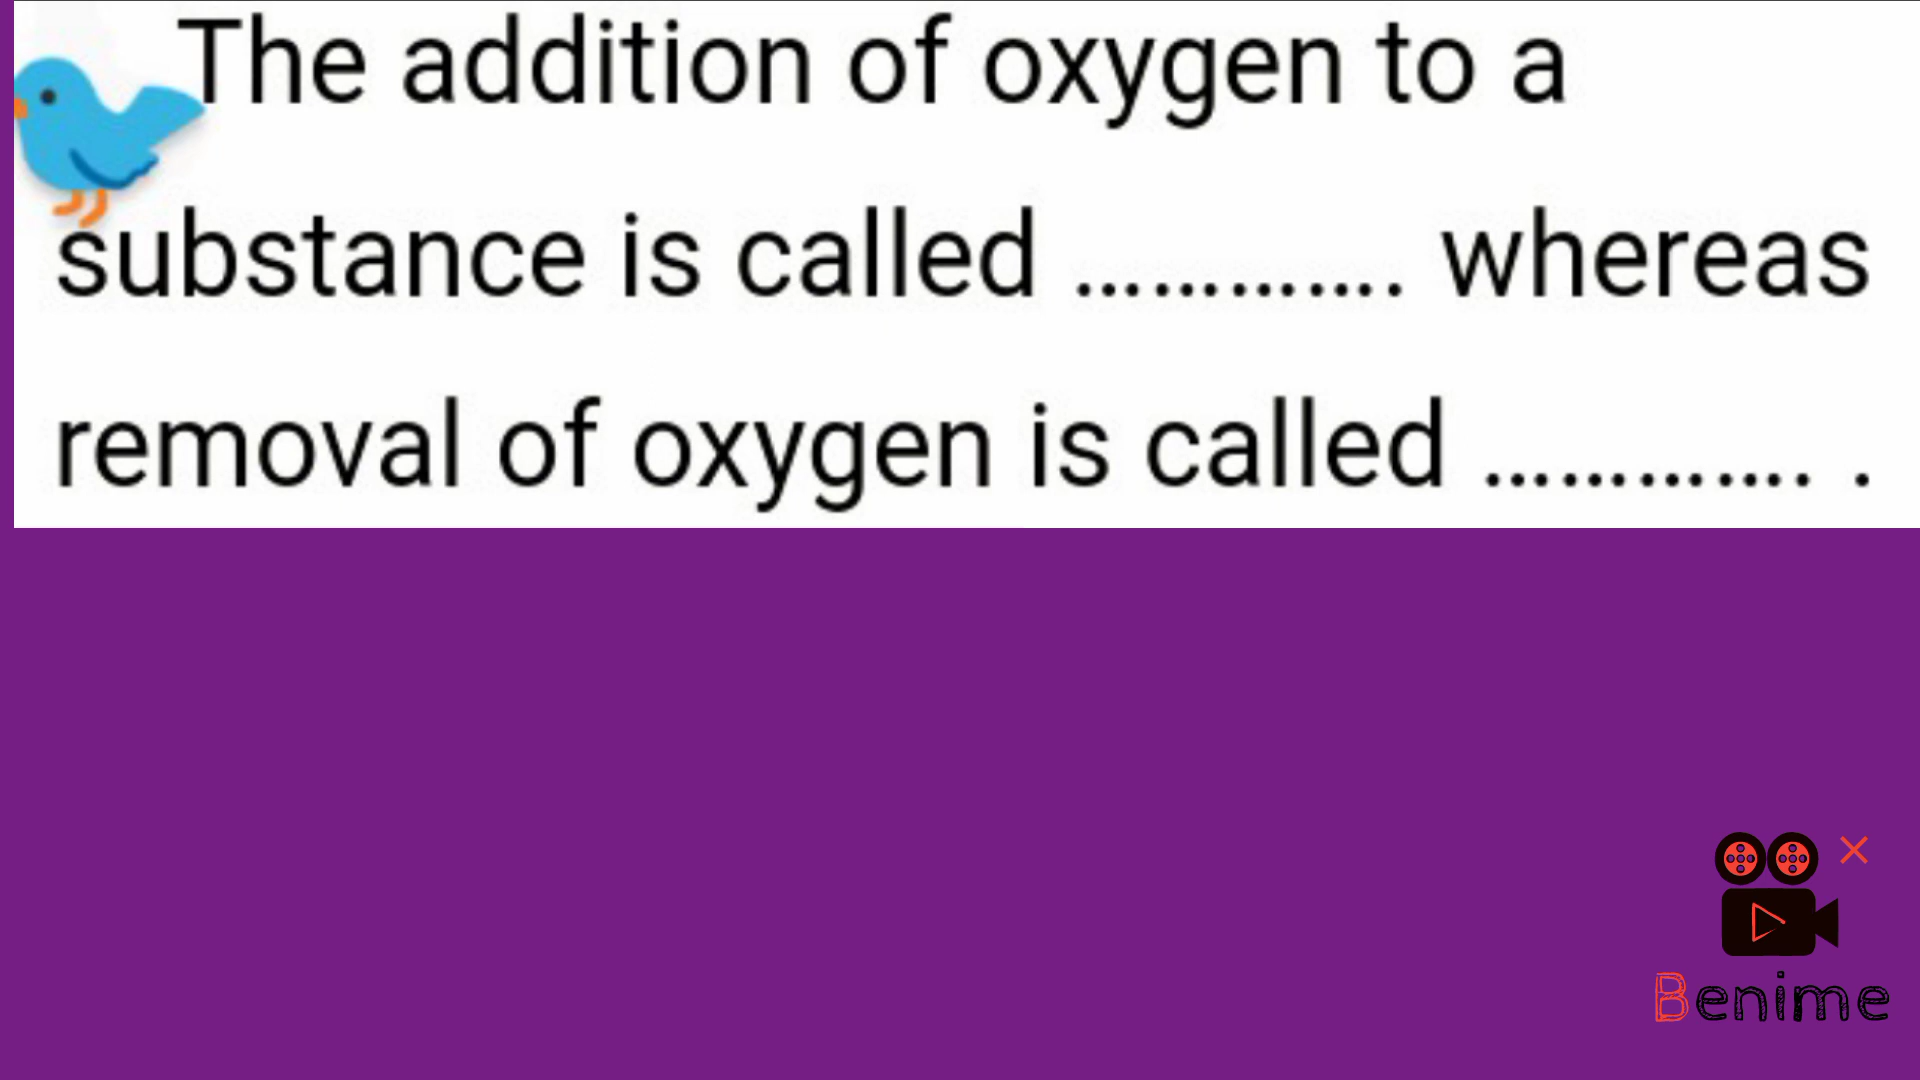 The addition of oxygen to a
substance is called ............. whereas
removal of oxygen is called ............. .
Benime